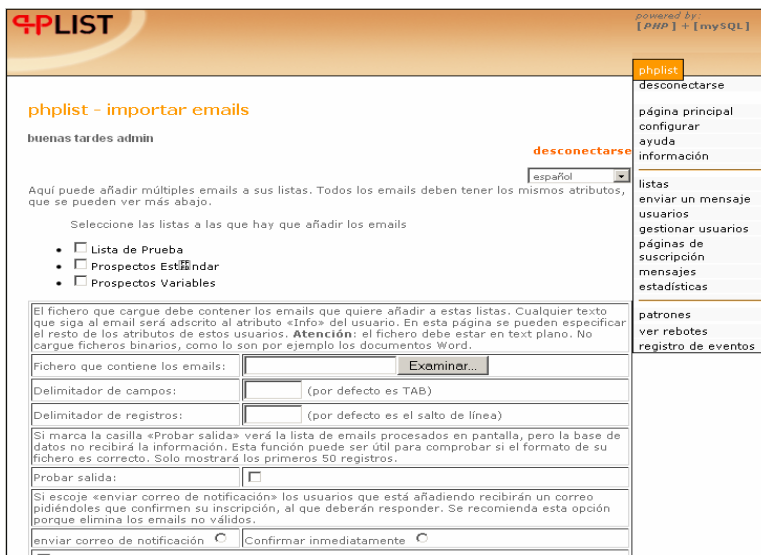 PHPLIST
powered by:
[PHP] + [mySQL]
phplist
desconectarse
página principal
configurar
ayuda
información
listas
enviar un mensaje
usuarios
gestionar usuarios
páginas de
suscripción
mensajes
estadísticas
patrones
ver rebotes
registro de eventos
phplist - importar emails
buenas tardes admin
desconectarse
español
Aquí puede añadir múltiples emails a sus listas. Todos los emails deben tener los mismos atributos,
que se pueden ver más abajo.
Seleccione las listas a las que hay que añadir los emails
Lista de Prueba
Prospectos Est ndar
Prospectos Variables
El fichero que cargue debe contener los emails que quiere añadir a estas listas. Cualquier texto
que siga al email será adscrito al atributo «Info» del usuario. En esta página se pueden especificar
el resto de los atributos de estos usuarios. Atención: el fichero debe estar en text plano. No
cargue ficheros binarios, como lo son por ejemplo los documentos Word.
Fichero que contiene los emails: Examinar...
Delimitador de campos: (por defecto es TAB)
Delimitador de registros: (por defecto es el salto de línea)
Si marca la casilla «Probar salida» verá la lista de emails procesados en pantalla, pero la base de
datos no recibirá la información. Esta función puede ser útil para comprobar si el formato de su
fichero es correcto. Solo mostrará los primeros 50 registros.
Probar salida:
Si escoje «enviar correo de notificación» los usuarios que está añadiendo recibirán un correo
pidiéndoles que confirmen su inscripción, al que deberán responder. Se recomienda esta opción
porque elimina los emails no válidos.
enviar correo de notificación Confirmar inmediatamente